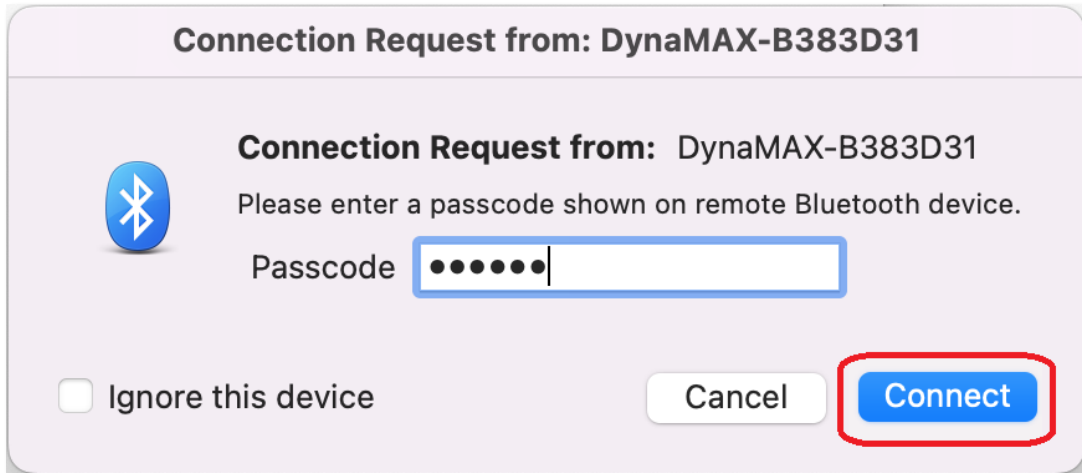 Connection Request from: DynaMAX-B383D31
Connection Request from: DynaMAX-B383D31
Please enter a passcode shown on remote Bluetooth device.
Passcode ••••••
Ignore this device
Cancel
Connect